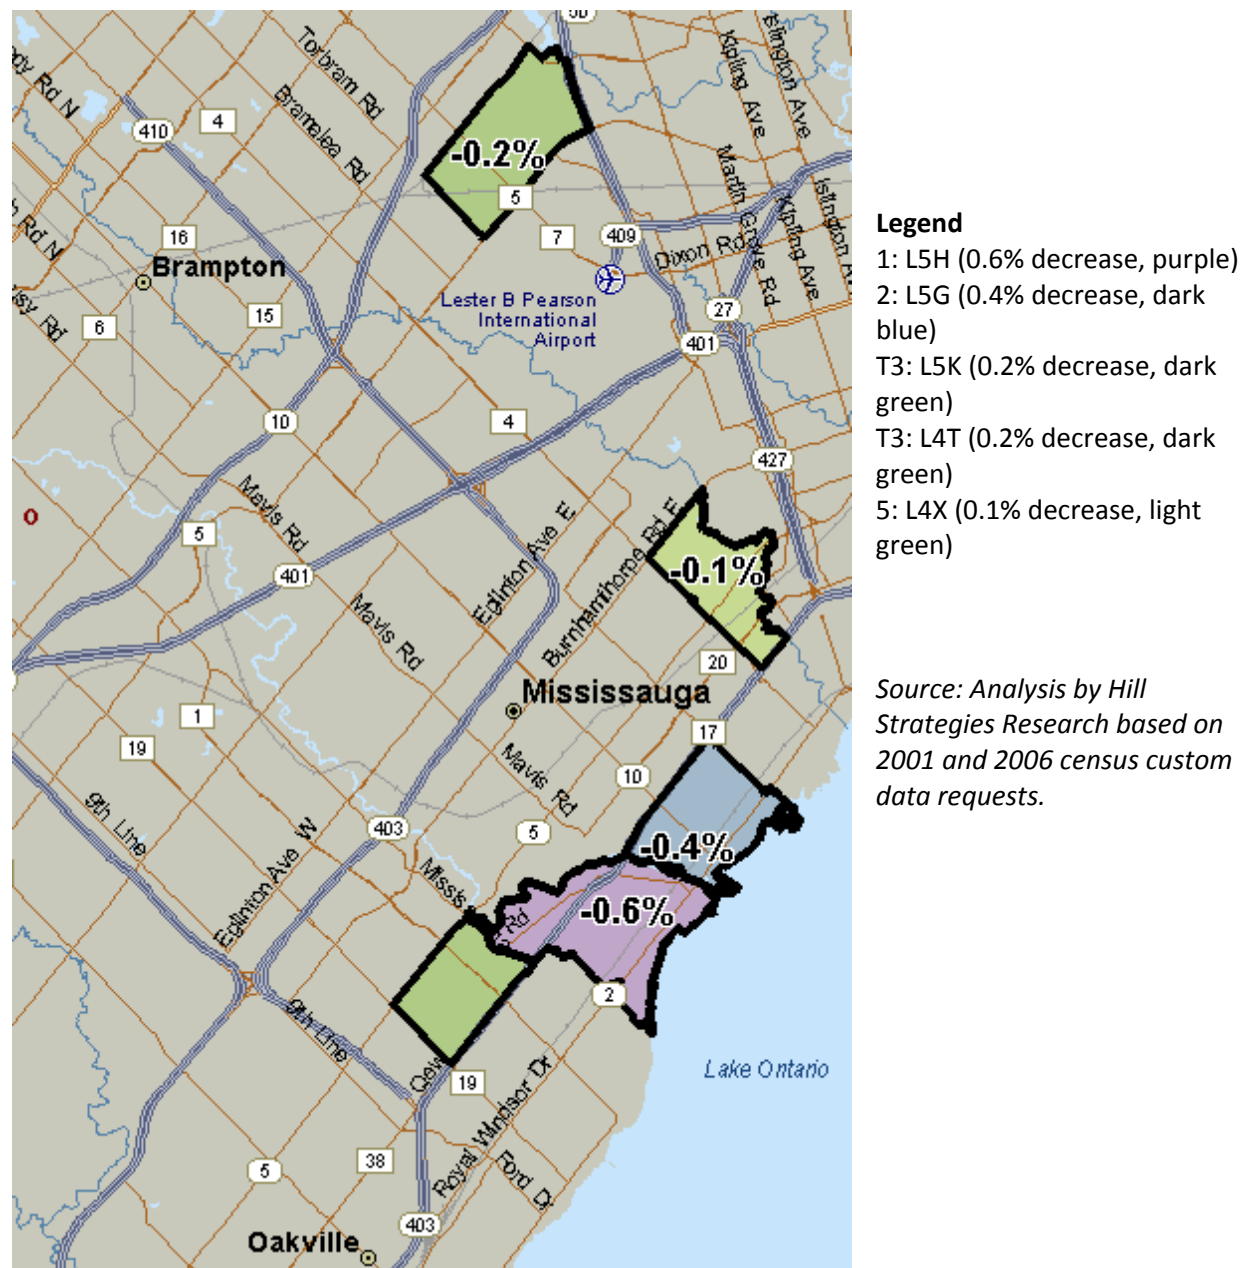 50
Torbram Rd
Bramalea Rd
Kipling Ave
Islington Ave
Rd N
410
4
-0.2%
5
Martin Grove Rd
Kipling Ave
Rd N
16
7
409
Dixon Rd
Brampton
Lester B Pearson
International
Airport
6
15
27
401
10
4
427
Mavis Rd
O
5
401
Eglinton Ave E
Burnhamthorpe Rd E
-0.1%
Mavis Rd
20
Mississauga
1
19
17
Mavis Rd
10
9th Line
403
5
-0.4%
Eglinton Ave W
Rd
-0.6%
2
9th Line
Lake Ontario
19
Royal Windsor Dr
38
5
Ford Dr
403
Oakville
Legend
1: L5H (0.6% decrease, purple)
2: L5G (0.4% decrease, dark
blue)
T3: L5K (0.2% decrease, dark
green)
T3: L4T (0.2% decrease, dark
green)
5: L4X (0.1% decrease, light
green)
Source: Analysis by Hill
Strategies Research based on
2001 and 2006 census custom
data requests.